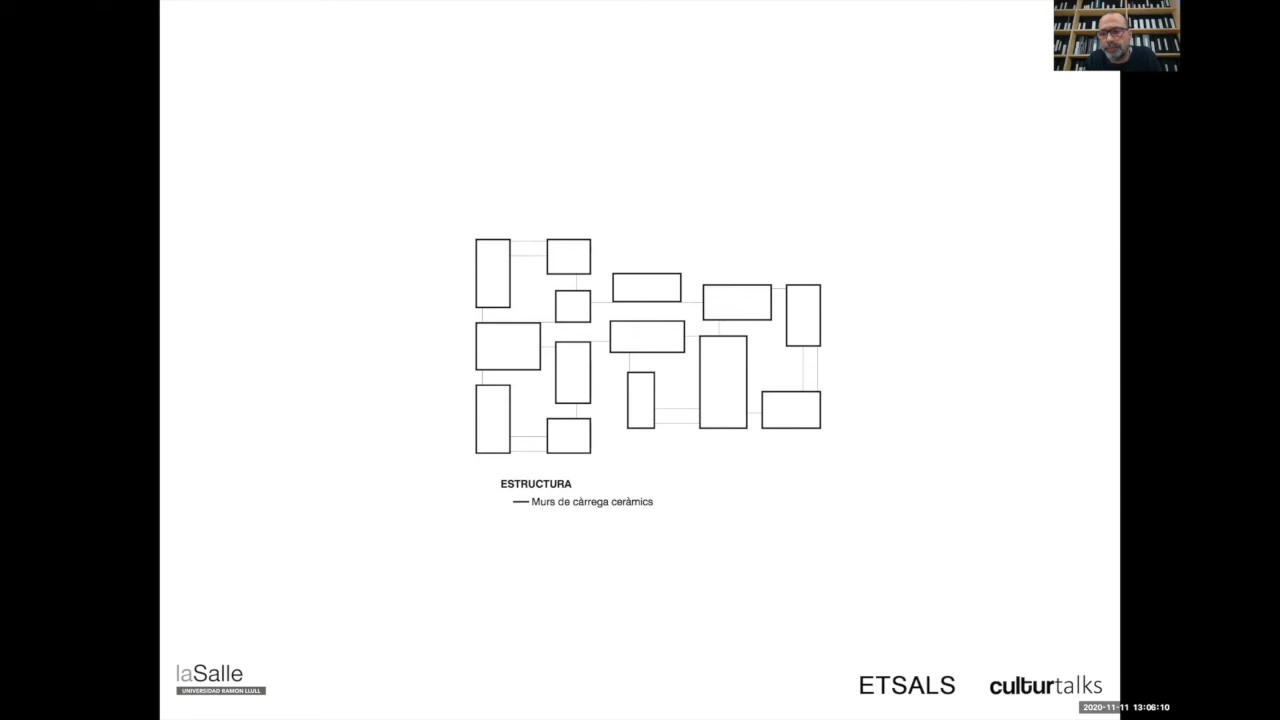 ESTRUCTURA
Murs de càrrega ceràmics
laSalle
UNIVERSIDAD RAMON LLULL
ETSALS
culturtalks
2020-11-11 13:06:10